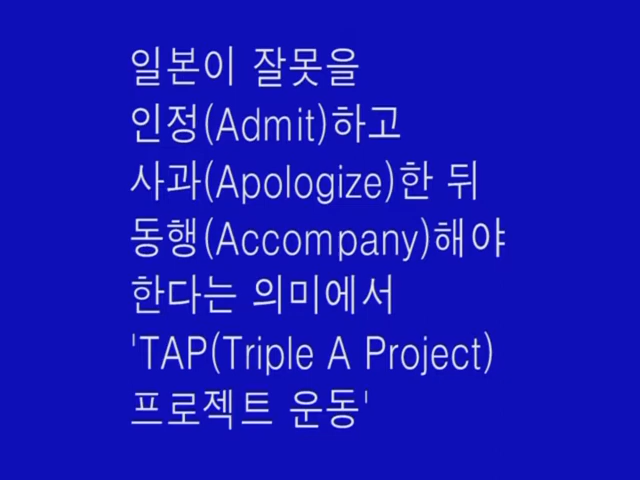 일본이 잘못을
인정(Admit)하고
사과(Apologize)한 뒤
동행(Accompany)해야
한다는 의미에서
'TAP(Triple A Project)
프로젝트 운동'